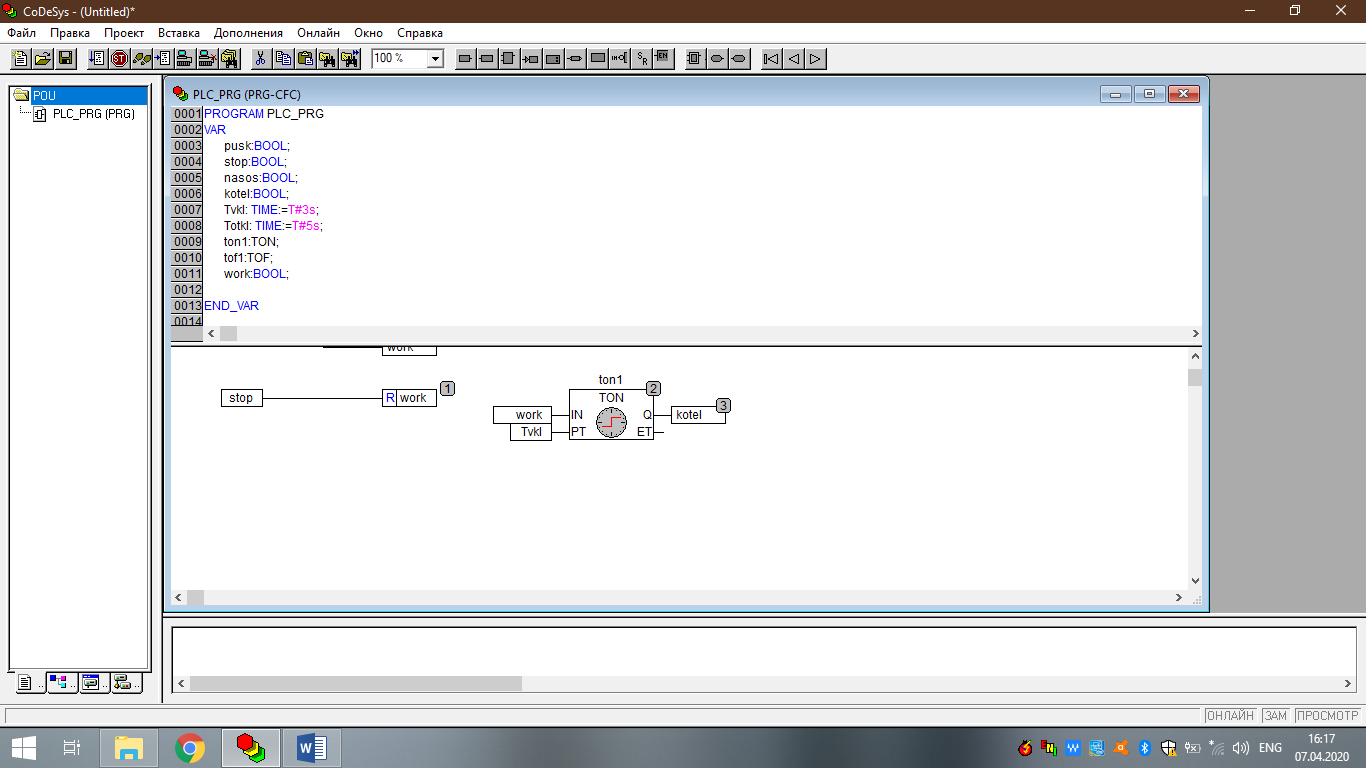 CoDeSys - (Untitled)*
Файл Правка Проект Вставка Дополнения Онлайн Окно Справка
100 %
POU
PLC_PRG (PRG)
PLC_PRG (PRG-CFC)
0001 PROGRAM PLC_PRG
0002 VAR
0003 pusk:BOOL;
0004 stop:BOOL;
0005 nasos:BOOL;
0006 kotel:BOOL;
0007 Tvkl: TIME:=T#3s;
0008 Totkl: TIME:=T#5s;
0009 ton1:TON;
0010 tof1:TOF;
0011 work:BOOL;
0012
0013 END_VAR
0014
work
stop R work 1
ton1
TON 2
work IN Q kotel 3
Tvkl PT ET
ОНЛАЙН ЗАМ ПРОСМОТР
ENG
16:17
07.04.2020